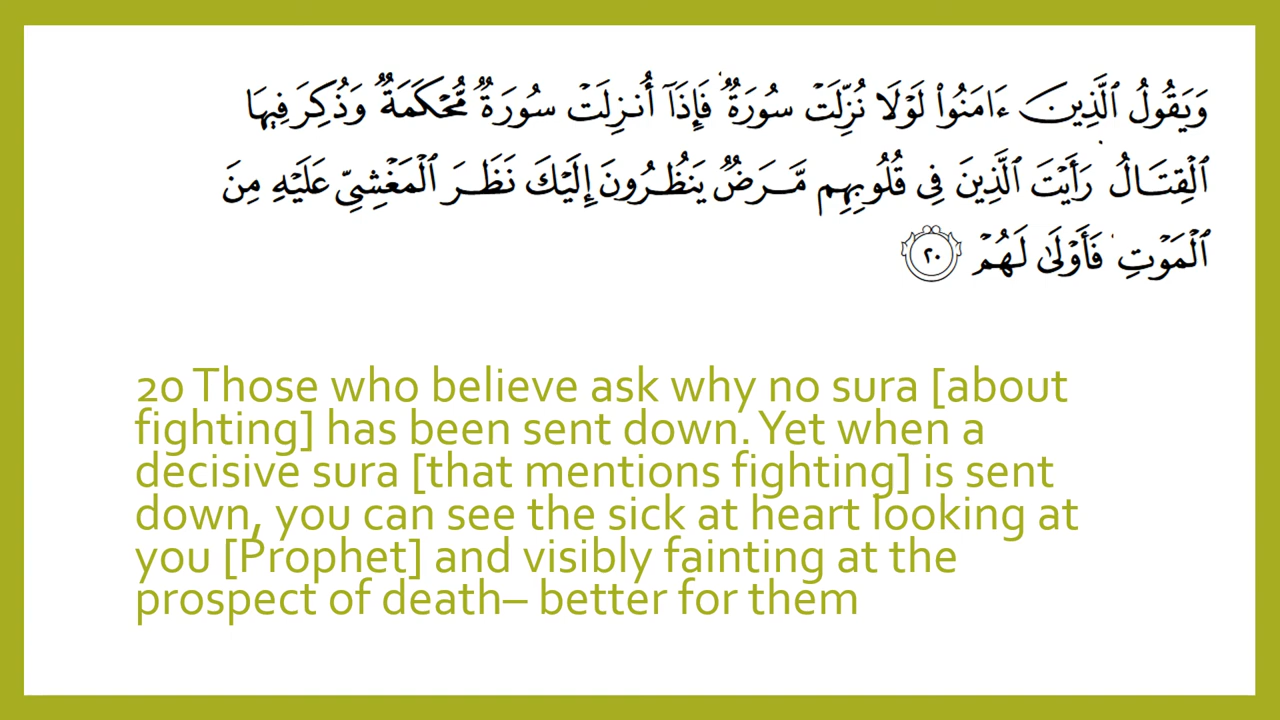 وَيَقُولُ ٱلَّذِينَ ءَامَنُوا۟ لَوْلَا نُزِّلَتْ سُورَةٌ ۖ فَإِذَآ أُنزِلَتْ سُورَةٌ مُّحْكَمَةٌ وَذُكِرَ فِيهَا
ٱلْقِتَالُ ۙ رَأَيْتَ ٱلَّذِينَ فِى قُلُوبِهِم مَّرَضٌ يَنظُرُونَ إِلَيْكَ نَظَرَ ٱلْمَغْشِىِّ عَلَيْهِ مِنَ
ٱلْمَوْتِ ۖ فَأَوْلَىٰ لَهُمْ ٢٠
20 Those who believe ask why no sura [about
fighting] has been sent down. Yet when a
decisive sura [that mentions fighting] is sent
down, you can see the sick at heart looking at
you [Prophet] and visibly fainting at the
prospect of death– better for them